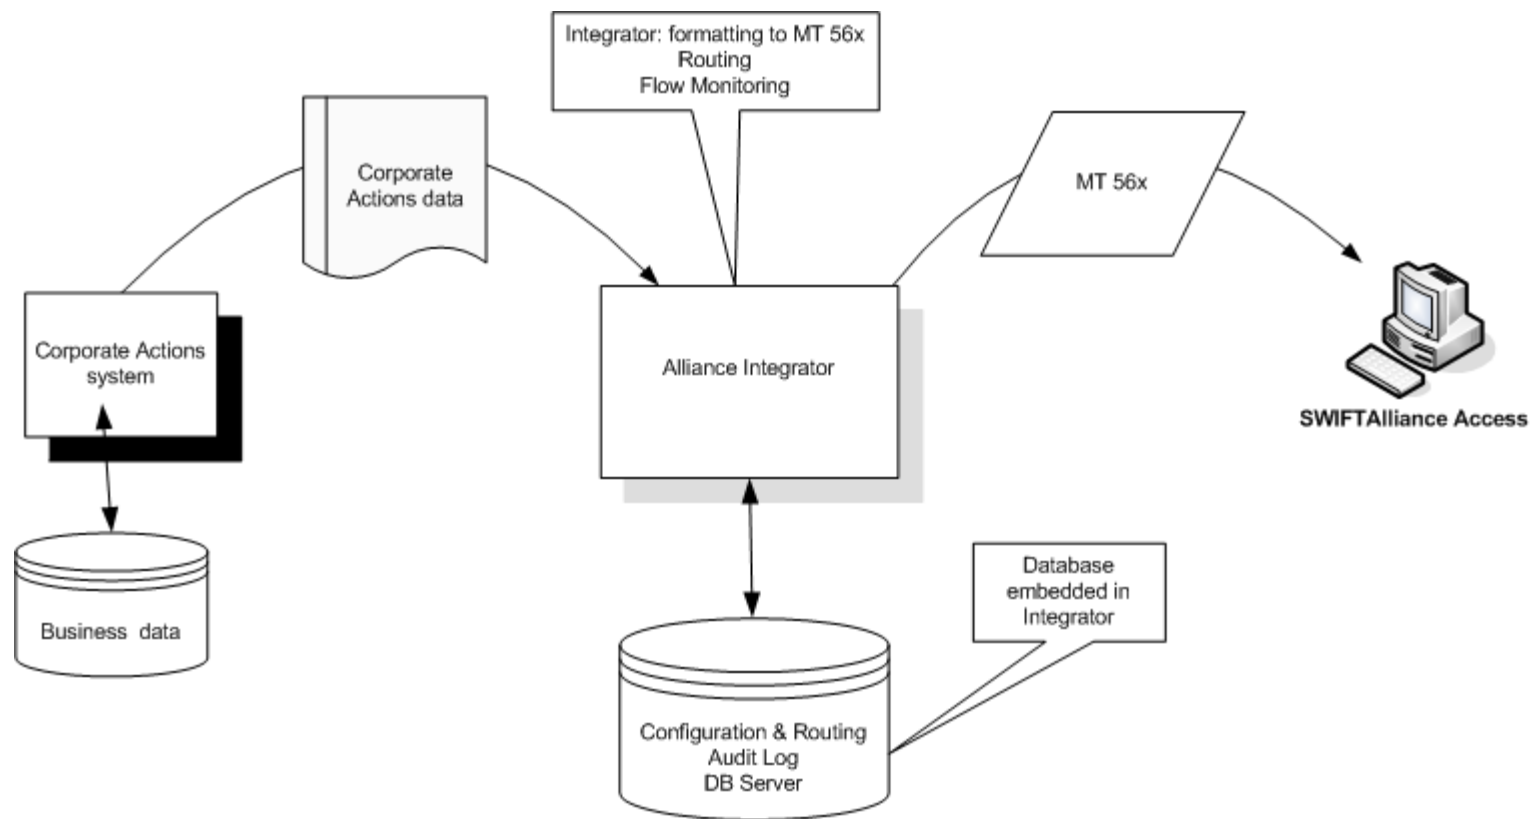 Integrator: formatting to MT 56x
Routing
Flow Monitoring
Corporate
Actions data
MT 56x
Corporate Actions
system
Alliance Integrator
SWIFTAlliance Access
Database
embedded in
Integrator
Business data
Configuration & Routing
Audit Log
DB Server